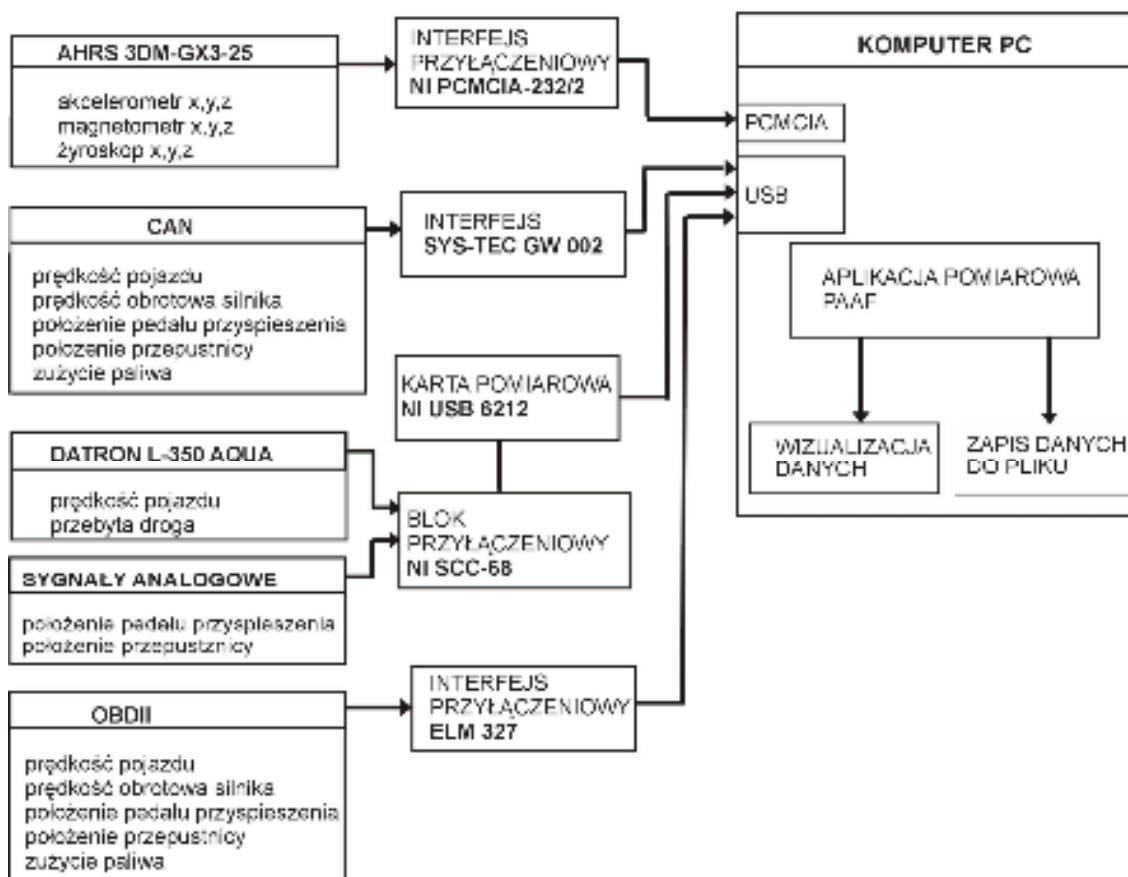 AHRS 3DM-GX3-25
akcelerometr x,y,z
magnetometr x,y,z
żyroskop x,y,z
INTERFEJS
PRZYŁĄCZENIOWY
NI PCMCIA-232/2
KOMPUTER PC
PCMCIA
USB
CAN
prędkość pojazdu
prędkość obrotowa silnika
położenie pedału przyspieszenia
położenie przepustnicy
zużycie paliwa
INTERFEJS
SYS-TEC GW 002
APLIKACJA POMIAROWA
PAAF
KARTA POMIAROWA
NI USB 6212
WIZUALIZACJA
DANYCH
ZAPIS DANYCH
DO PLIKU
DATRON L-350 AQUA
prędkość pojazdu
przebyta droga
BLOK
PRZYŁĄCZENIOWY
NI SCC-68
SYGNAŁY ANALOGOWE
położenie pedału przyspieszenia
położenie przepustznicy
OBDII
prędkość pojazdu
prędkość obrotowa silnika
położenie pedału przyspieszenia
położenie przepustnicy
zużycie paliwa
INTERFEJS
PRZYŁĄCZENIOWY
ELM 327